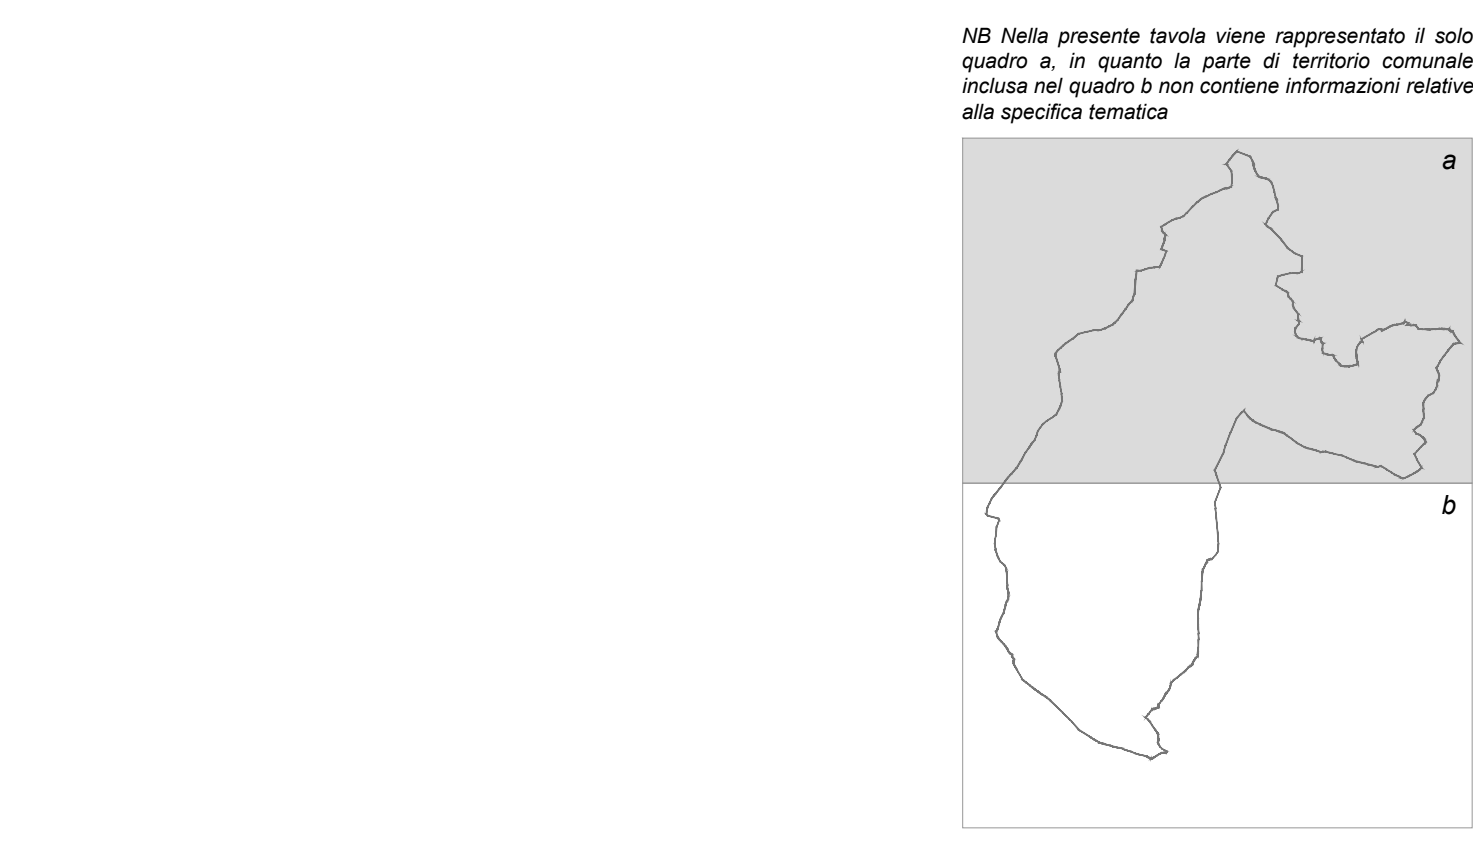 NB Nella presente tavola viene rappresentato il solo
quadro a, in quanto la parte di territorio comunale
inclusa nel quadro b non contiene informazioni relative
alla specifica tematica
a
b